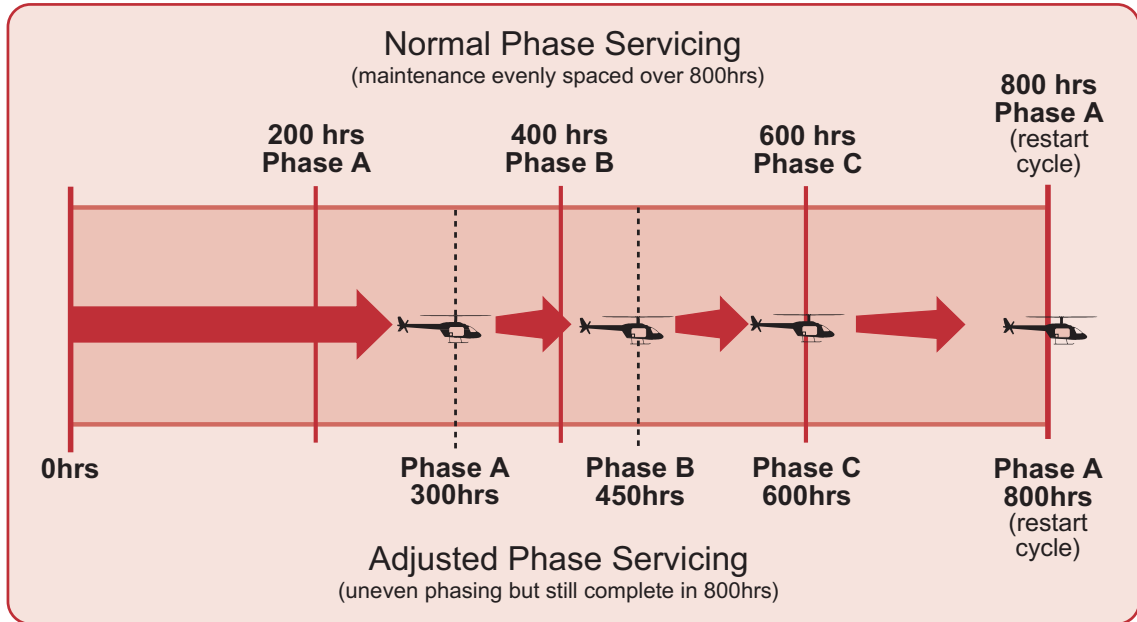 Normal Phase Servicing
(maintenance evenly spaced over 800hrs)
200 hrs
Phase A
400 hrs
Phase B
600 hrs
Phase C
800 hrs
Phase A
(restart
cycle)
0hrs
Phase A
300hrs
Phase B
450hrs
Phase C
600hrs
Phase A
800hrs
(restart
cycle)
Adjusted Phase Servicing
(uneven phasing but still complete in 800hrs)